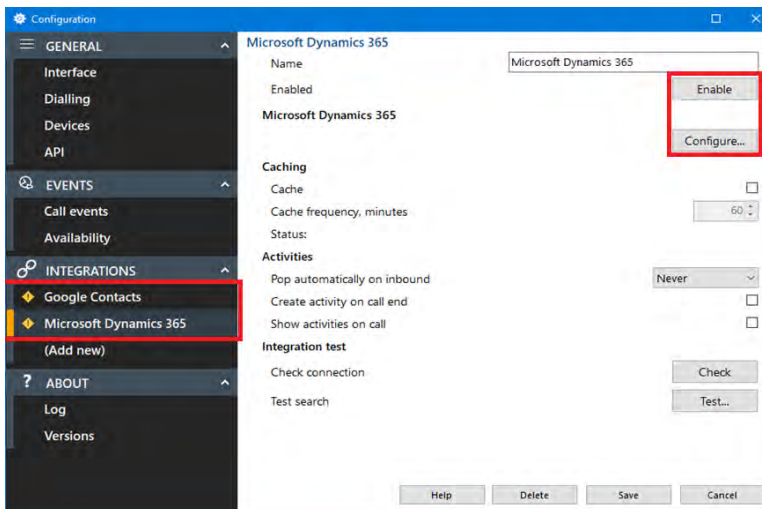 Configuration
GENERAL
Interface
Dialling
Devices
API
EVENTS
Call events
Availability
INTEGRATIONS
Google Contacts
Microsoft Dynamics 365
(Add new)
? ABOUT
Log
Versions
Microsoft Dynamics 365
Name Microsoft Dynamics 365
Enabled Enable
Microsoft Dynamics 365
Configure...
Caching
Cache
Cache frequency, minutes 60
Status:
Activities
Pop automatically on inbound Never
Create activity on call end
Show activities on call
Integration test
Check connection Check
Test search Test...
Help Delete Save Cancel